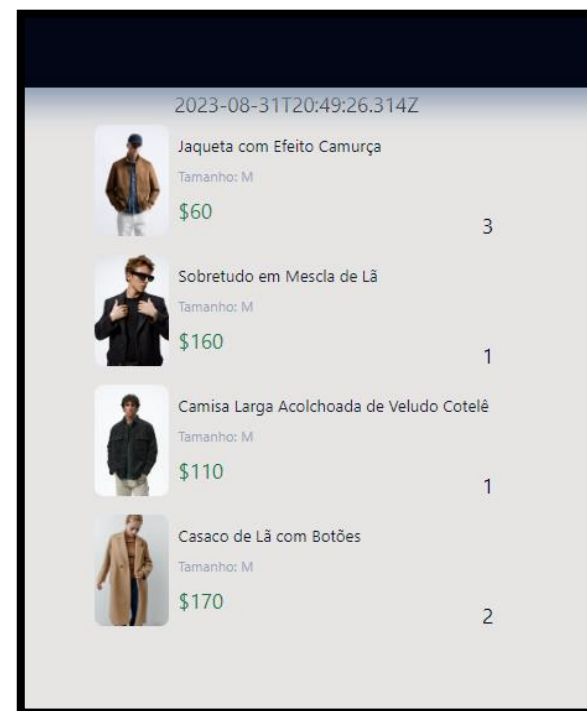 2023-08-31T20:49:26.314Z
Jaqueta com Efeito Camurça
Tamanho: M
$60
3
Sobretudo em Mescla de Lã
Tamanho: M
$160
1
Camisa Larga Acolchoada de Veludo Cotelê
Tamanho: M
$110
1
Casaco de Lã com Botões
Tamanho: M
$170
2